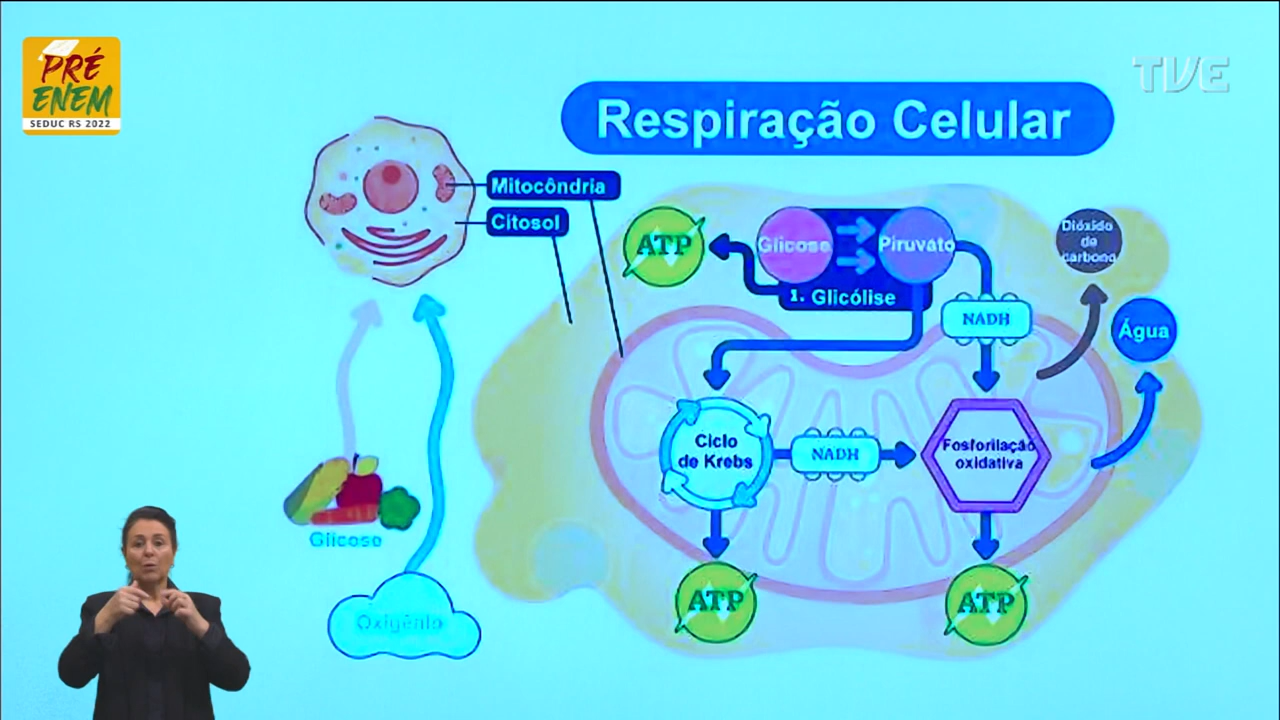 PRÉ
ENEM
SEDUC RS 2022
TVE
Respiração Celular
Mitocôndria
Citosol
ATP
Glicose
Piruvato
1. Glicólise
NADH
Dióxido
de
carbono
Água
Ciclo
de Krebs
NADH
Fosforilação
oxidativa
Glicose
ATP
ATP
Oxigênio